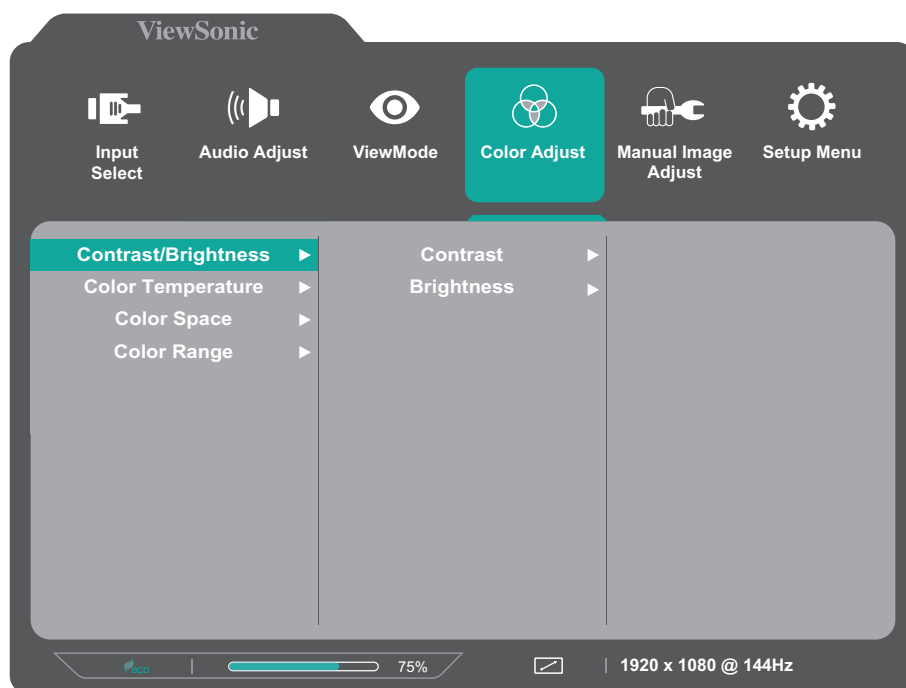 ViewSonic
Input
Select
Audio Adjust
ViewMode
Color Adjust
Manual Image
Adjust
Setup Menu
Contrast/Brightness
Color Temperature
Color Space
Color Range
Contrast
Brightness
eco
75%
1920 x 1080 @ 144Hz